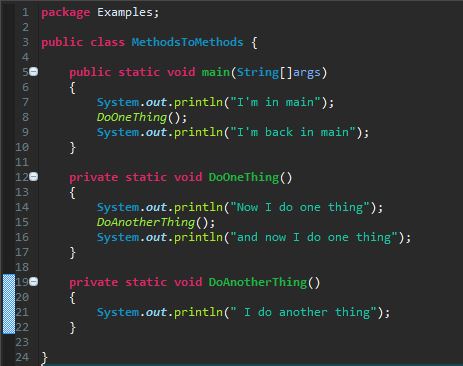 1 package Examples;
2
3 public class MethodsToMethods {
4
5 public static void main(String[]args)
6 {
7 System.out.println("I'm in main");
8 DoOneThing();
9 System.out.println("I'm back in main");
10 }
11
12 private static void DoOneThing()
13 {
14 System.out.println("Now I do one thing");
15 DoAnotherThing();
16 System.out.println("and now I do one thing");
17 }
18
19 private static void DoAnotherThing()
20 {
21 System.out.println(" I do another thing");
22 }
23
24 }